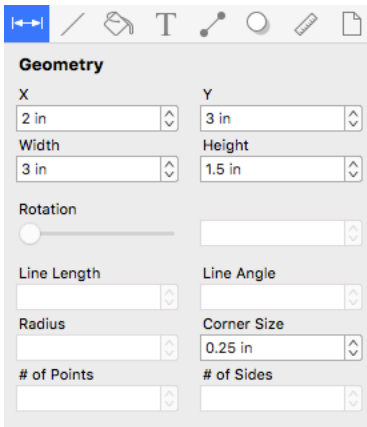 T
Geometry
X Y
2 in 3 in
Width Height
3 in 1.5 in
Rotation
Line Length Line Angle
Radius Corner Size
0.25 in
# of Points # of Sides